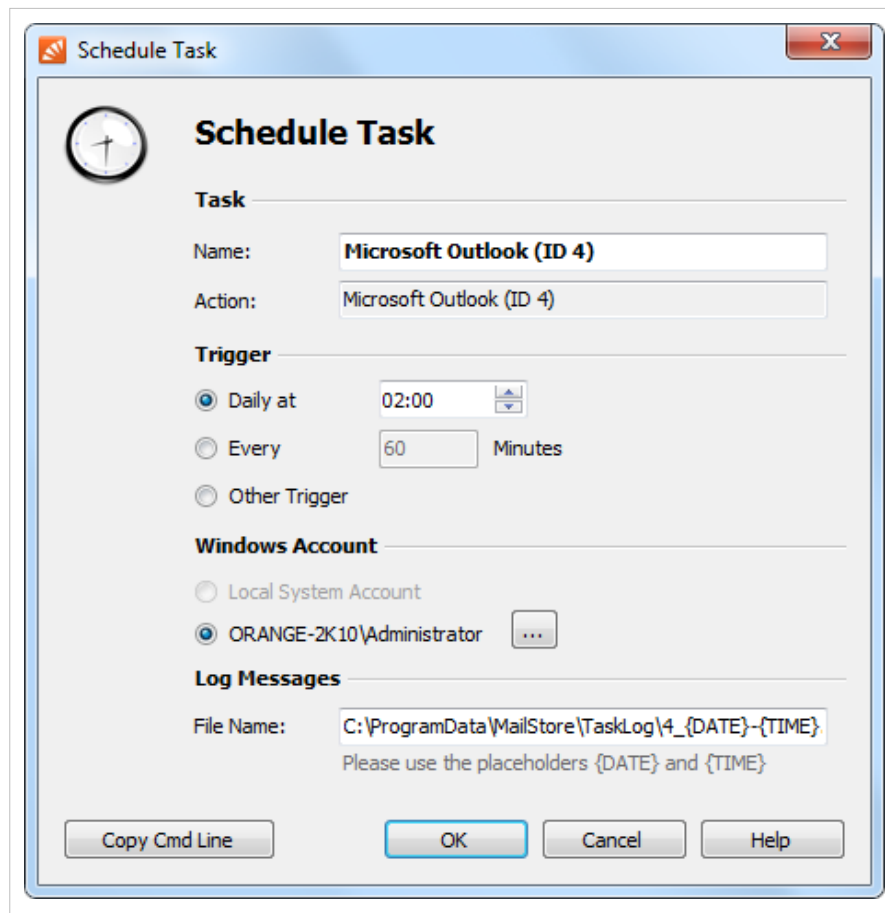 Schedule Task
Schedule Task
Task
Name: Microsoft Outlook (ID 4)
Action: Microsoft Outlook (ID 4)
Trigger
Daily at 02:00
Every 60 Minutes
Other Trigger
Windows Account
Local System Account
ORANGE-2K10\Administrator ...
Log Messages
File Name: C:\ProgramData\MailStore\TaskLog\4_{DATE}-{TIME}.
Please use the placeholders {DATE} and {TIME}
Copy Cmd Line OK Cancel Help